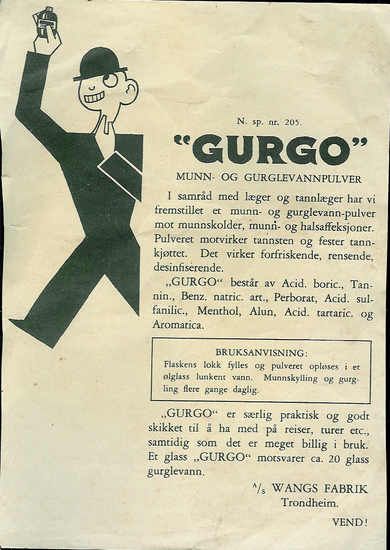 N. sp. nr. 205.
"GURGO"
MUNN- OG GURGLEVANNPULVER
I samråd med læger og tannlæger har vi
fremstillet et munn- og gurglevann-pulver
mot munnskolder, munn- og halsaffeksjoner.
Pulveret motvirker tannsten og fester tann-
kjøttet. Det virker forfriskende, rensende,
desinfiserende.
„GURGO" består av Acid. boric., Tan-
nin., Benz. natric. art., Perborat, Acid. sul-
fanilic., Menthol, Alun, Acid. tartaric. og
Aromatica.
BRUKSANVISNING:
Flaskens lokk fylles og pulveret opløses i et
ølglass lunkent vann. Munnskylling og gurg-
ling flere gange daglig.
„GURGO" er særlig praktisk og godt
skikket til å ha med på reiser, turer etc.,
samtidig som det er meget billig i bruk.
Et glass „GURGO" motsvarer ca. 20 glass
gurglevann.
A/s WANGS FABRIK
Trondheim.
VEND!